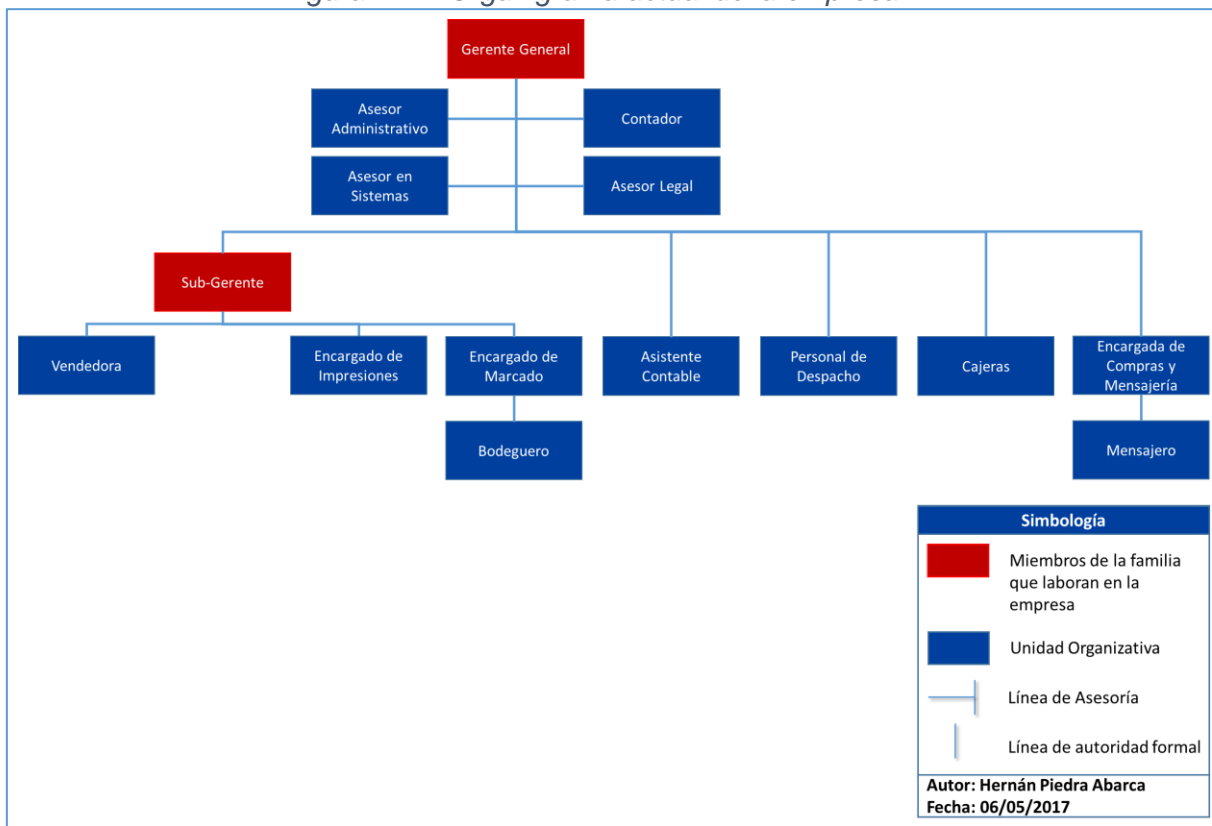 Gerente General
Asesor
Administrativo
Contador
Asesor en
Sistemas
Asesor Legal
Sub-Gerente
Vendedora
Encargado de
Impresiones
Encargado de
Marcado
Asistente
Contable
Personal de
Despacho
Cajeras
Encargada de
Compras y
Mensajería
Bodeguero
Mensajero
Simbología
Miembros de la familia
que laboran en la
empresa
Unidad Organizativa
Línea de Asesoría
Línea de autoridad formal
Autor: Hernán Piedra Abarca
Fecha: 06/05/2017